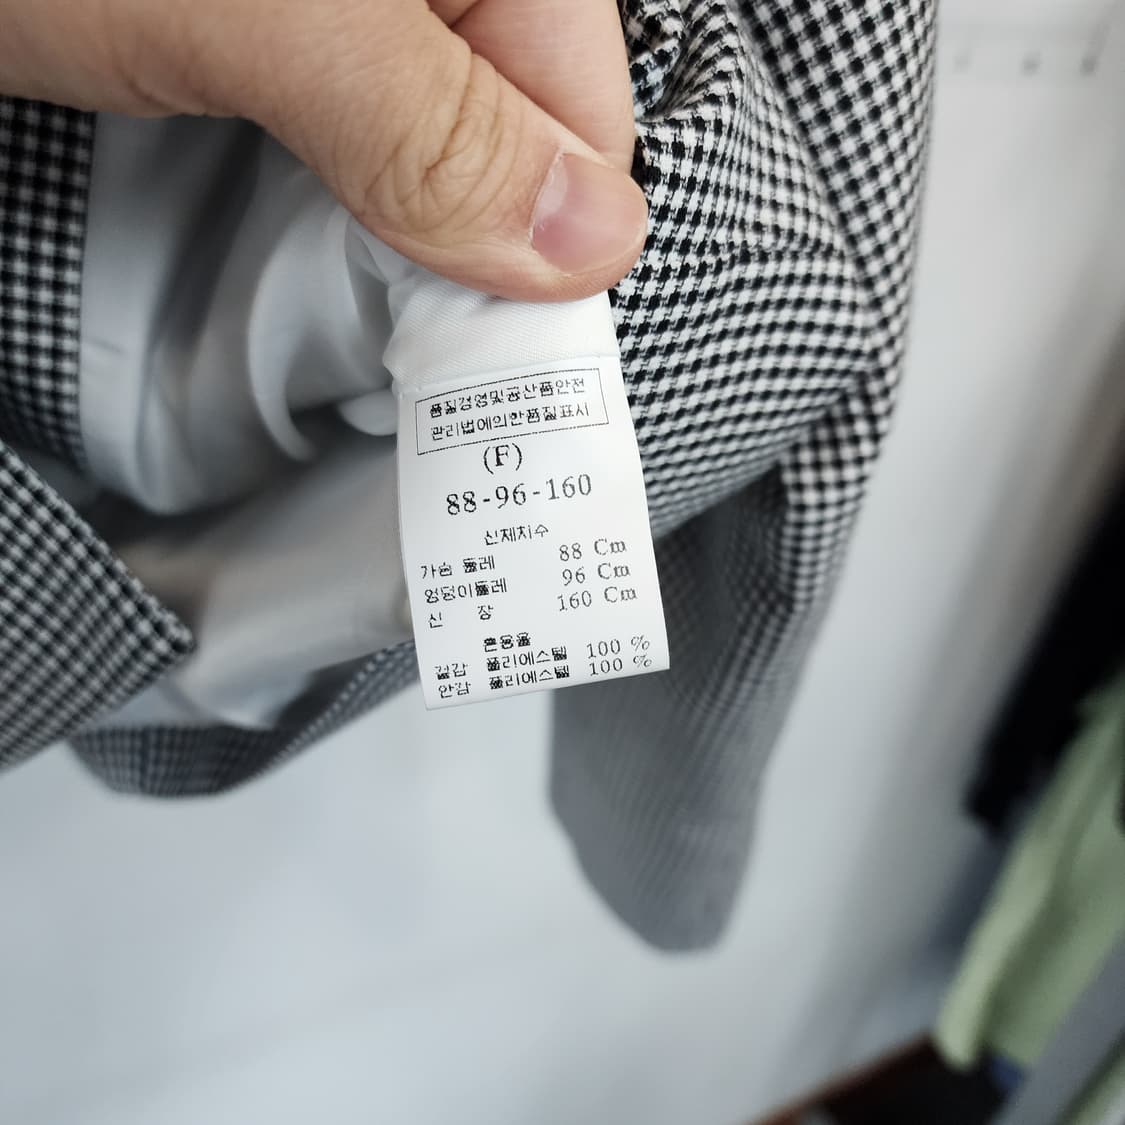 품질경영및공산품안전
관리법에의한품질표시
(F)
88-96-160
신체치수
가슴 둘레 88 Cm
엉덩이둘레 96 Cm
신 장 160 Cm
혼용율
겉감 폴리에스텔 100 %
안감 폴리에스텔 100 %